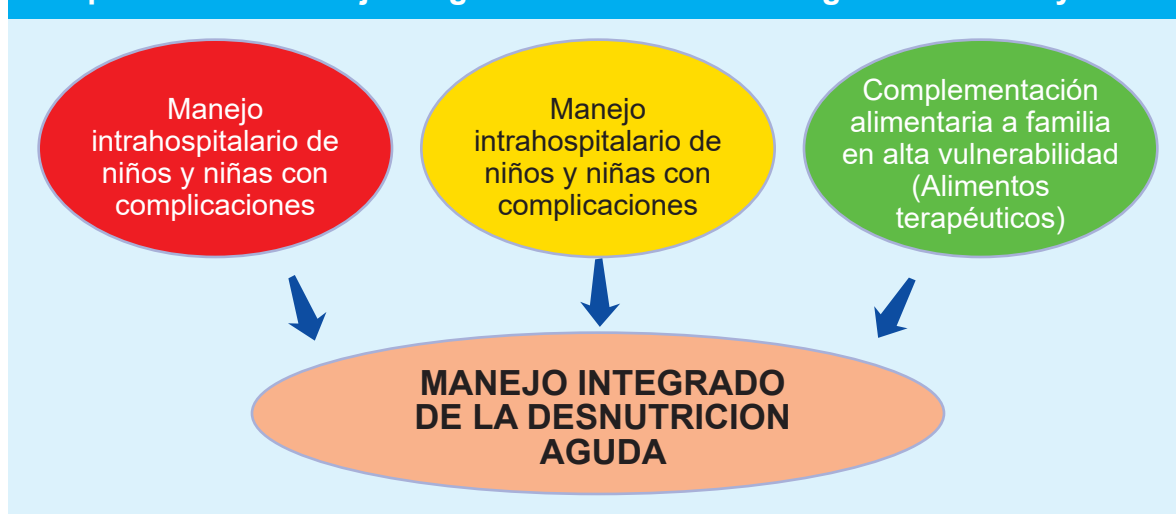 Manejo
intrahospitalario de
niños y niñas con
complicaciones
Manejo
intrahospitalario de
niños y niñas con
complicaciones
Complementación
alimentaria a familia
en alta vulnerabilidad
(Alimentos
terapéuticos)
MANEJO INTEGRADO
DE LA DESNUTRICION
AGUDA